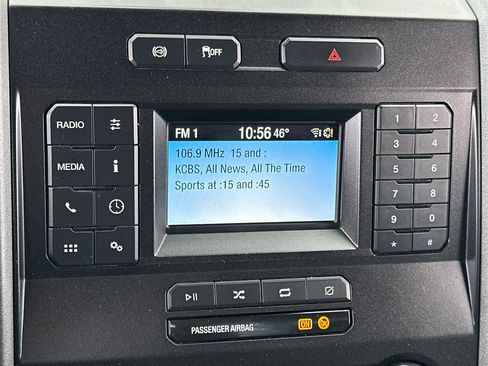 OFF
RADIO
MEDIA
i
FM 1 10:56 46°
106.9 MHz 15 and :
KCBS, All News, All The Time
Sports at :15 and :45
1 2
3 4
5 6
7 8
9 0
* #
PASSENGER AIRBAG ON